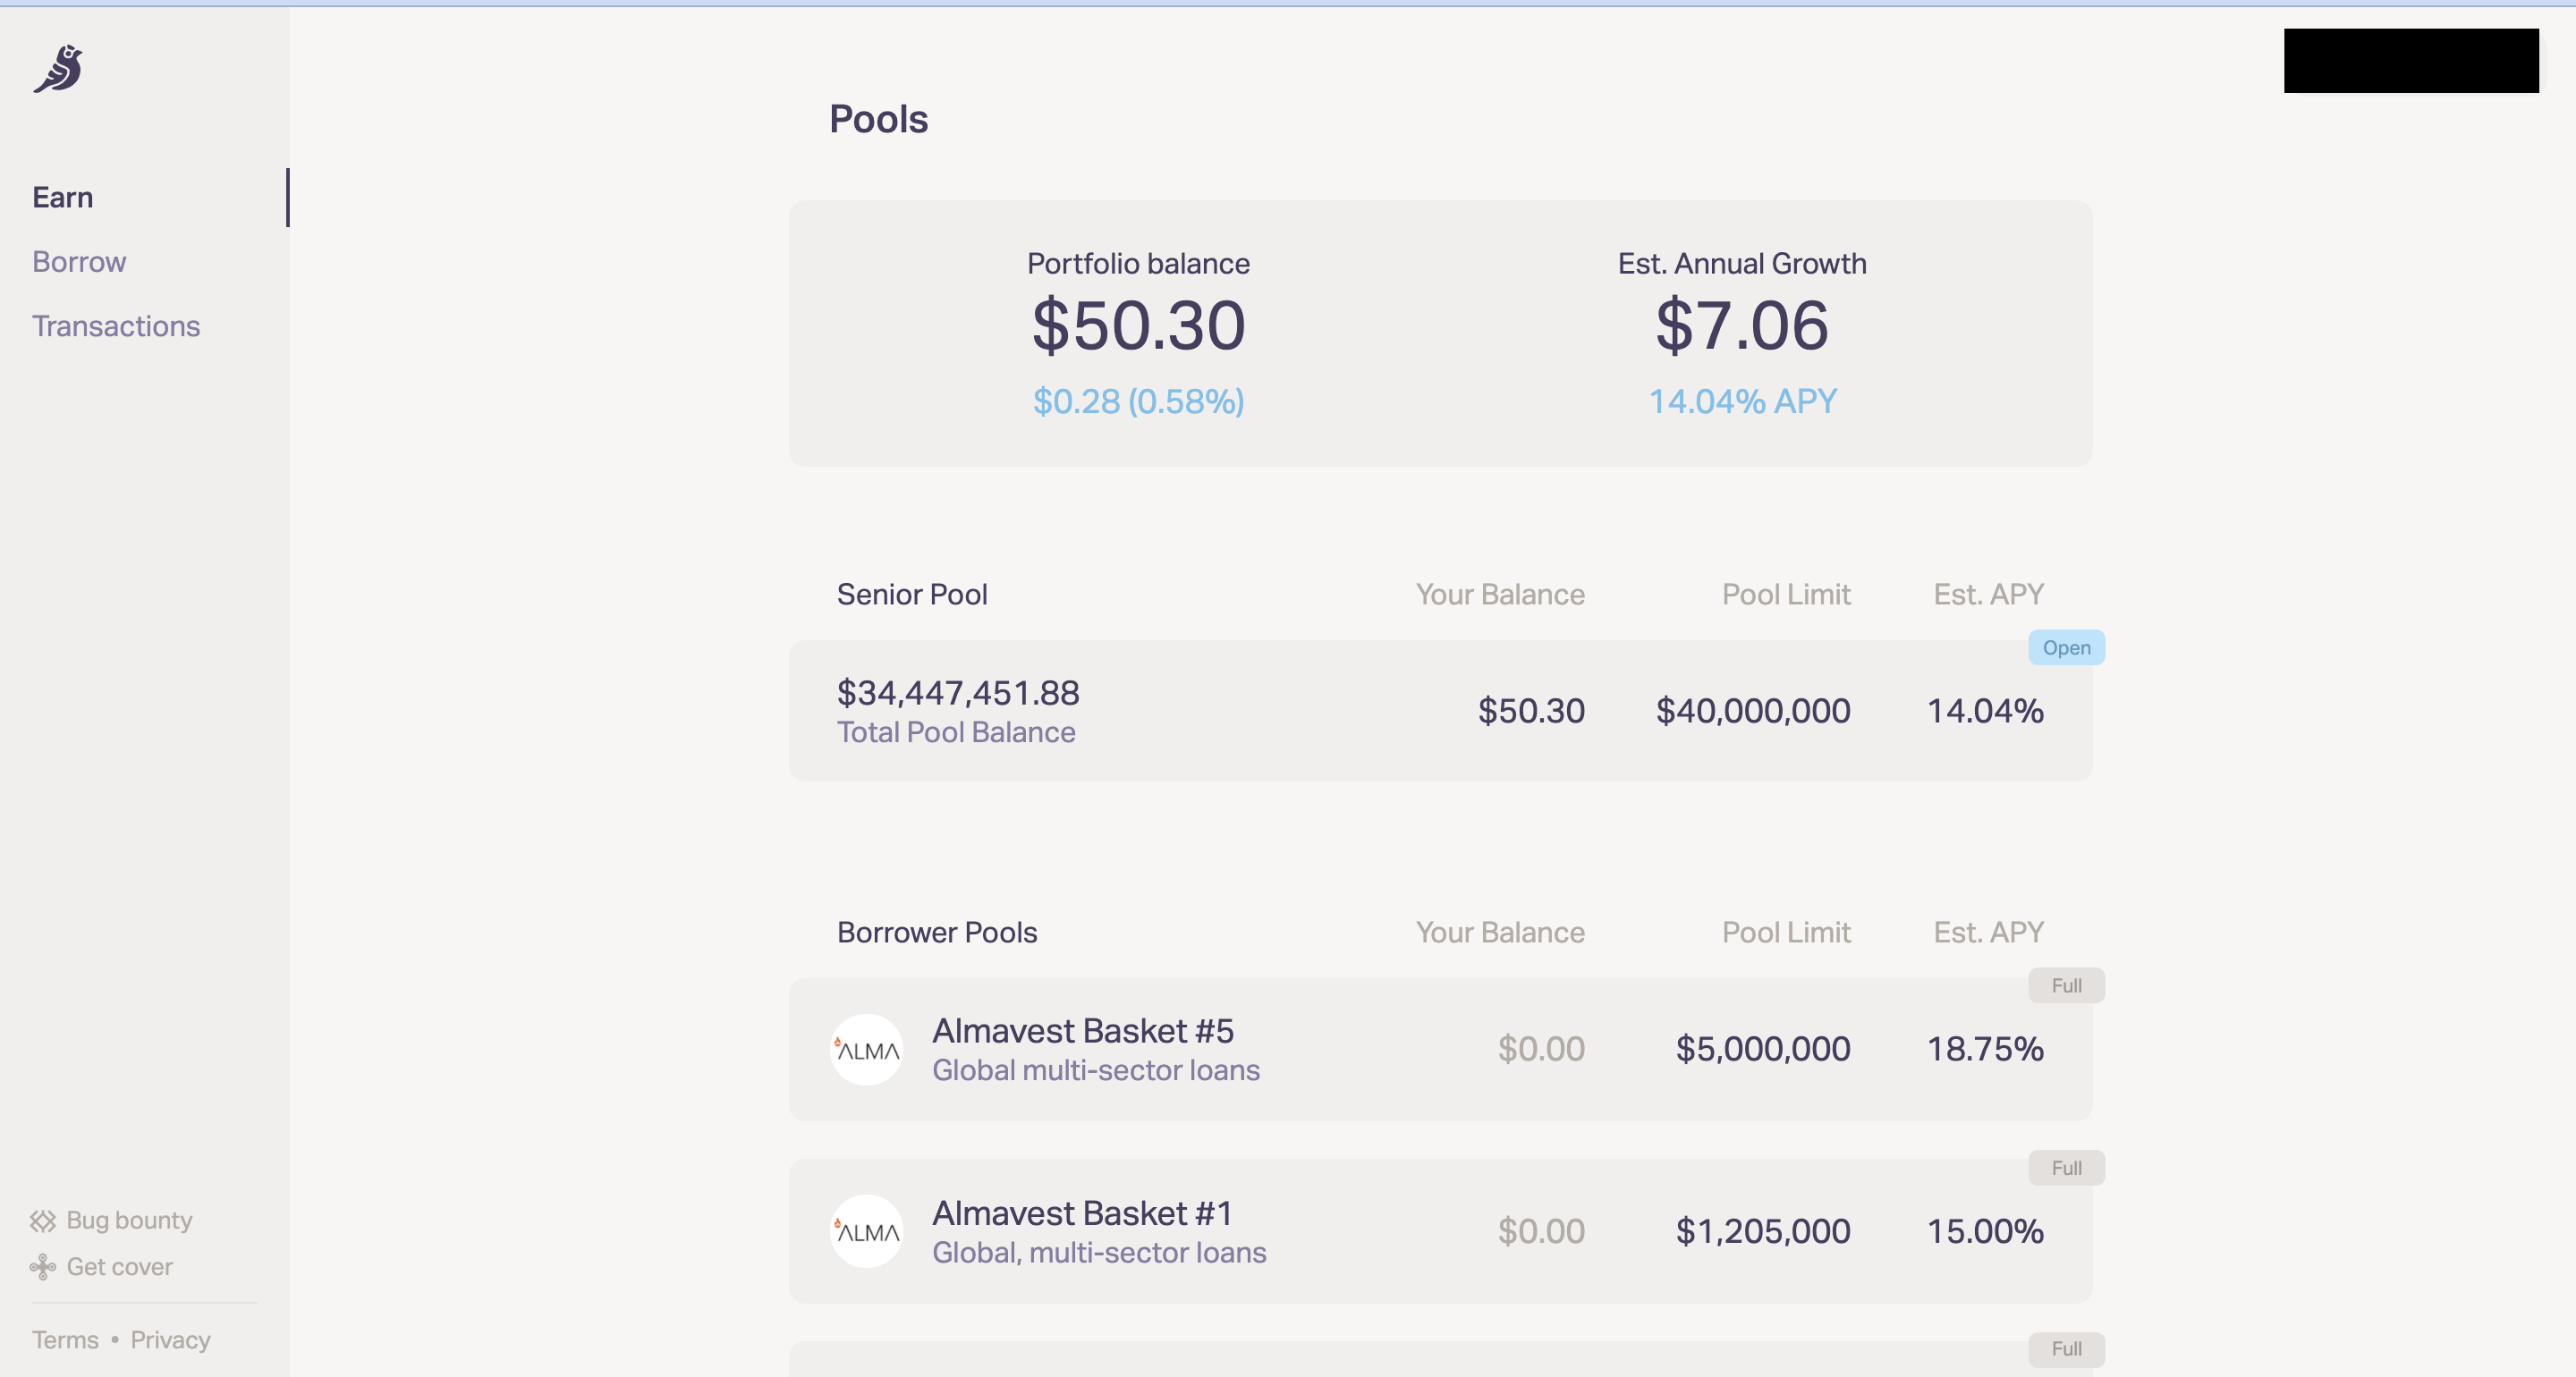 Earn
Borrow
Transactions
Bug bounty
Get cover
Terms • Privacy
Pools
Portfolio balance
$50.30
$0.28 (0.58%)
Est. Annual Growth
$7.06
14.04% APY
Senior Pool Your Balance Pool Limit Est. APY
Open
$34,447,451.88 $50.30 $40,000,000 14.04%
Total Pool Balance
Borrower Pools Your Balance Pool Limit Est. APY
Full
ALMA
Almavest Basket #5 $0.00 $5,000,000 18.75%
Global multi-sector loans
Full
ALMA
Almavest Basket #1 $0.00 $1,205,000 15.00%
Global, multi-sector loans
Full